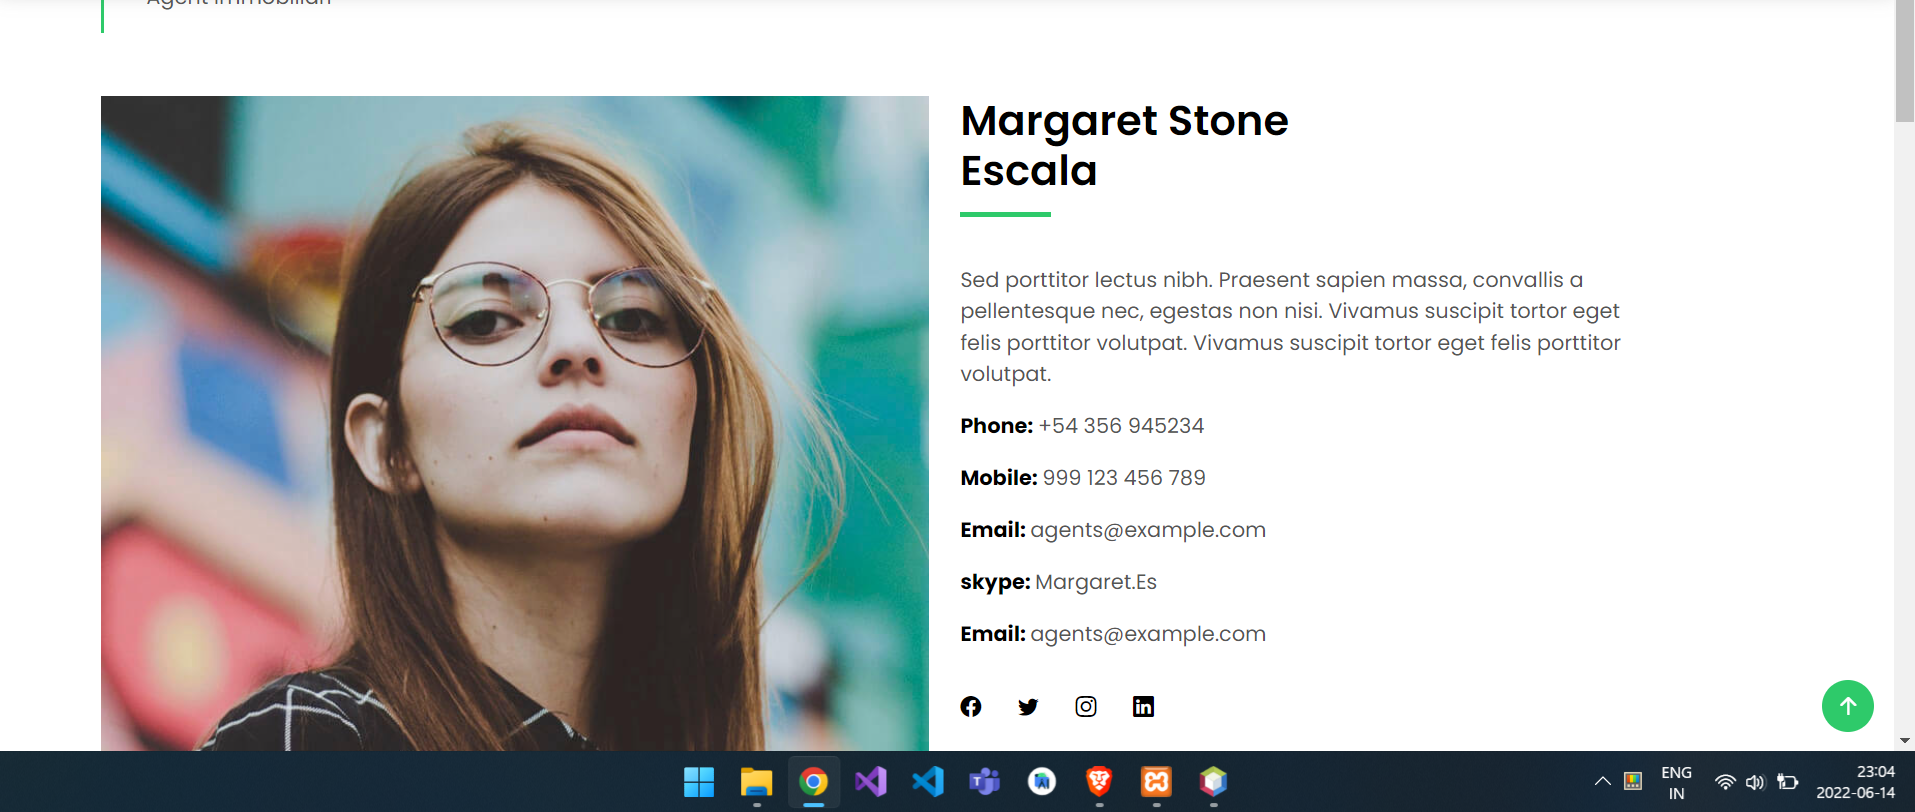 Agent Immobiliari
Margaret Stone
Escala
Sed porttitor lectus nibh. Praesent sapien massa, convallis a
pellentesque nec, egestas non nisi. Vivamus suscipit tortor eget
felis porttitor volutpat. Vivamus suscipit tortor eget felis porttitor
volutpat.
Phone: +54 356 945234
Mobile: 999 123 456 789
Email: agents@example.com
skype: Margaret.Es
Email: agents@example.com
ENG
IN
23:04
2022-06-14